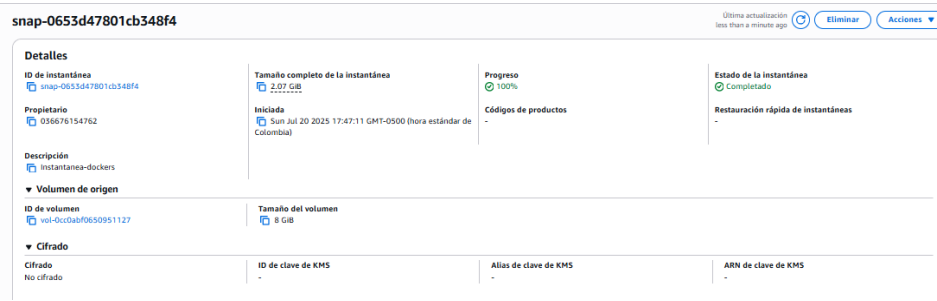 snap-0653d47801cb348f4
Última actualización
less than a minute ago
Eliminar
Acciones
Detalles
ID de instantánea
snap-0653d47801cb348f4
Tamaño completo de la instantánea
2.07 GiB
Progreso
100%
Estado de la instantánea
Completado
Propietario
036676154762
Iniciada
Sun Jul 20 2025 17:47:11 GMT-0500 (hora estándar de
Colombia)
Códigos de productos
-
Restauración rápida de instantáneas
-
Descripción
Instantanea-dockers
Volumen de origen
ID de volumen
vol-0cc0abf0650951127
Tamaño del volumen
8 GiB
Cifrado
Cifrado
No cifrado
ID de clave de KMS
-
Alias de clave de KMS
-
ARN de clave de KMS
-